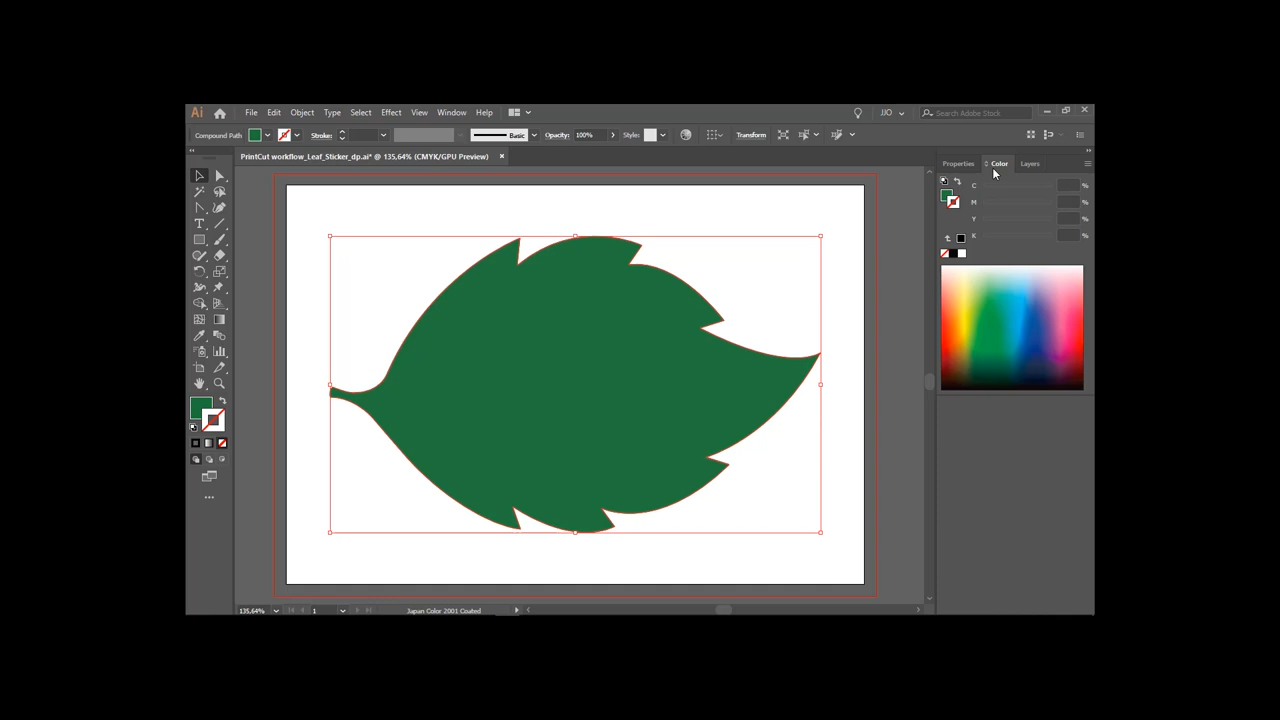 Ai File Edit Object Type Select Effect View Window Help JJO Search Adobe Stock
Compound Path Stroke: Basic Opacity: 100% Style: Transform
PrintCut workflow_Leaf_Sticker_dp.ai* @ 135,64% (CMYK/GPU Preview)
Properties Color Layers
C %
M %
Y %
K %
135,64% 1 Japan Color 2001 Coated